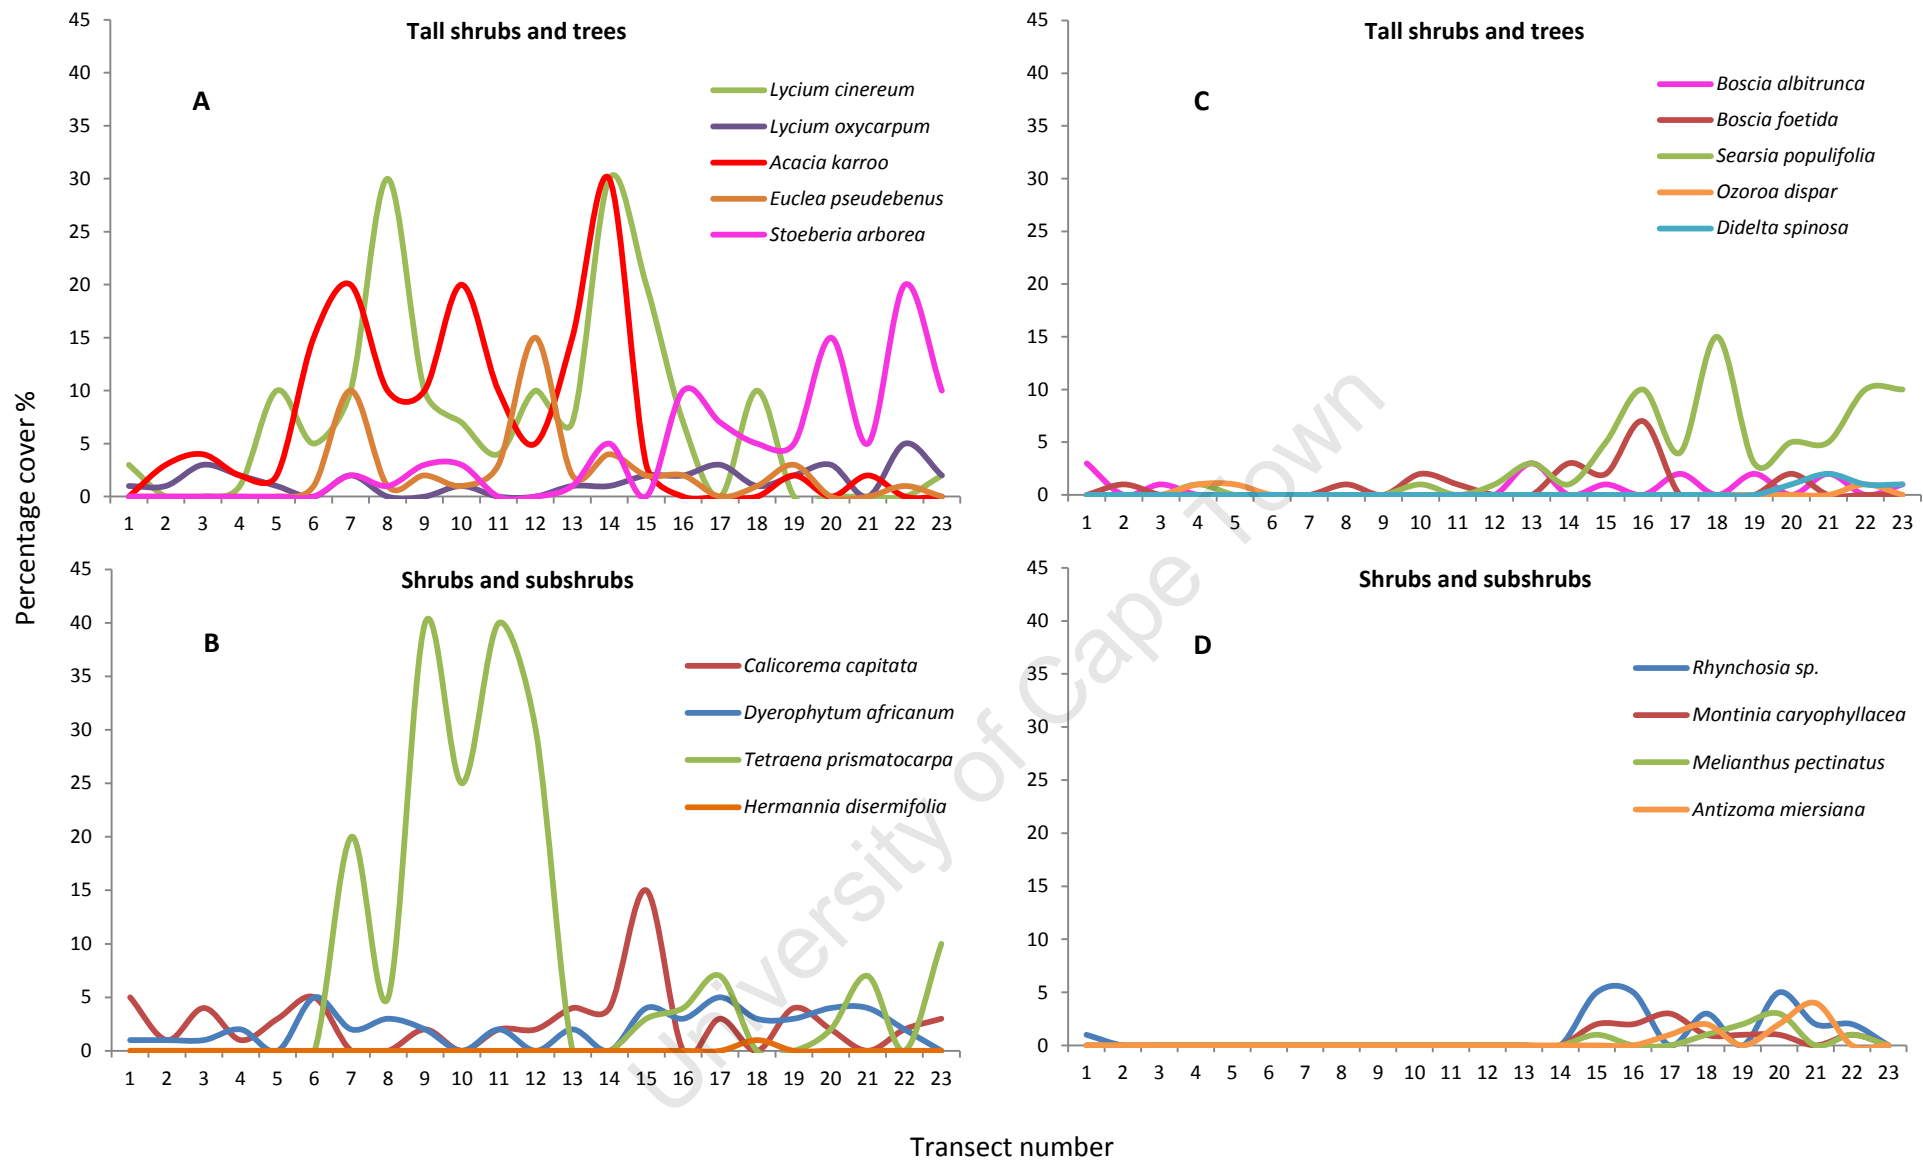 Tall shrubs and trees
A
45
40
35
30
25
20
15
10
5
0
Lycium cinereum
Lycium oxycarpum
Acacia karroo
Euclea pseudebenus
Stoeberia arborea
1 2 3 4 5 6 7 8 9 10 11 12 13 14 15 16 17 18 19 20 21 22 23
Tall shrubs and trees
C
45
40
35
30
25
20
15
10
5
0
Boscia albitrunca
Boscia foetida
Searsia populifolia
Ozoroa dispar
Didelta spinosa
1 2 3 4 5 6 7 8 9 10 11 12 13 14 15 16 17 18 19 20 21 22 23
Percentage cover %
Shrubs and subshrubs
B
45
40
35
30
25
20
15
10
5
0
Calicorema capitata
Dyerophytum africanum
Tetraena prismatocarpa
Hermannia disermifolia
1 2 3 4 5 6 7 8 9 10 11 12 13 14 15 16 17 18 19 20 21 22 23
Shrubs and subshrubs
D
45
40
35
30
25
20
15
10
5
0
Rhynchosia sp.
Montinia caryophyllacea
Melianthus pectinatus
Antizoma miersiana
1 2 3 4 5 6 7 8 9 10 11 12 13 14 15 16 17 18 19 20 21 22 23
Transect number
University of Cape Town